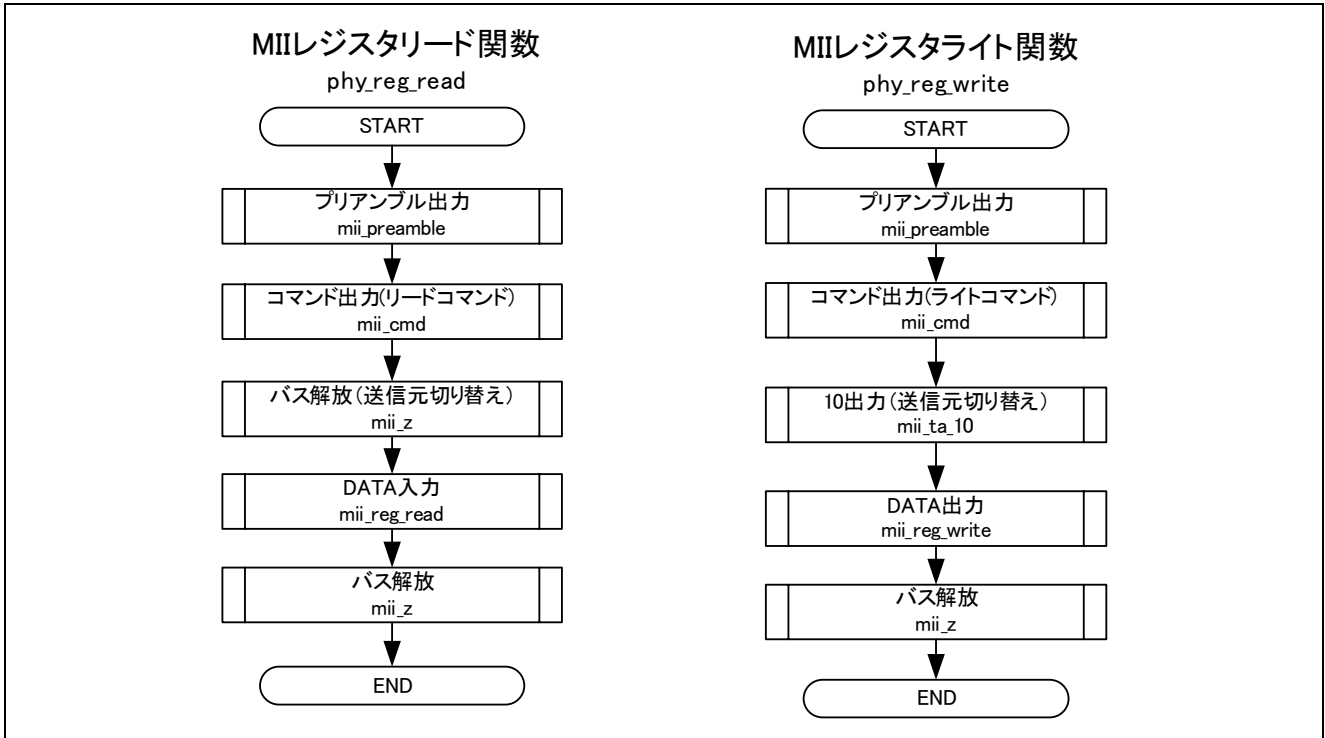 MIIレジスタリード関数
phy_reg_read
START
プリアンブル出力
mii_preamble
コマンド出力(リードコマンド)
mii_cmd
バス解放(送信元切り替え)
mii_z
DATA入力
mii_reg_read
バス解放
mii_z
END
MIIレジスタライト関数
phy_reg_write
START
プリアンブル出力
mii_preamble
コマンド出力(ライトコマンド)
mii_cmd
10出力(送信元切り替え)
mii_ta_10
DATA出力
mii_reg_write
バス解放
mii_z
END